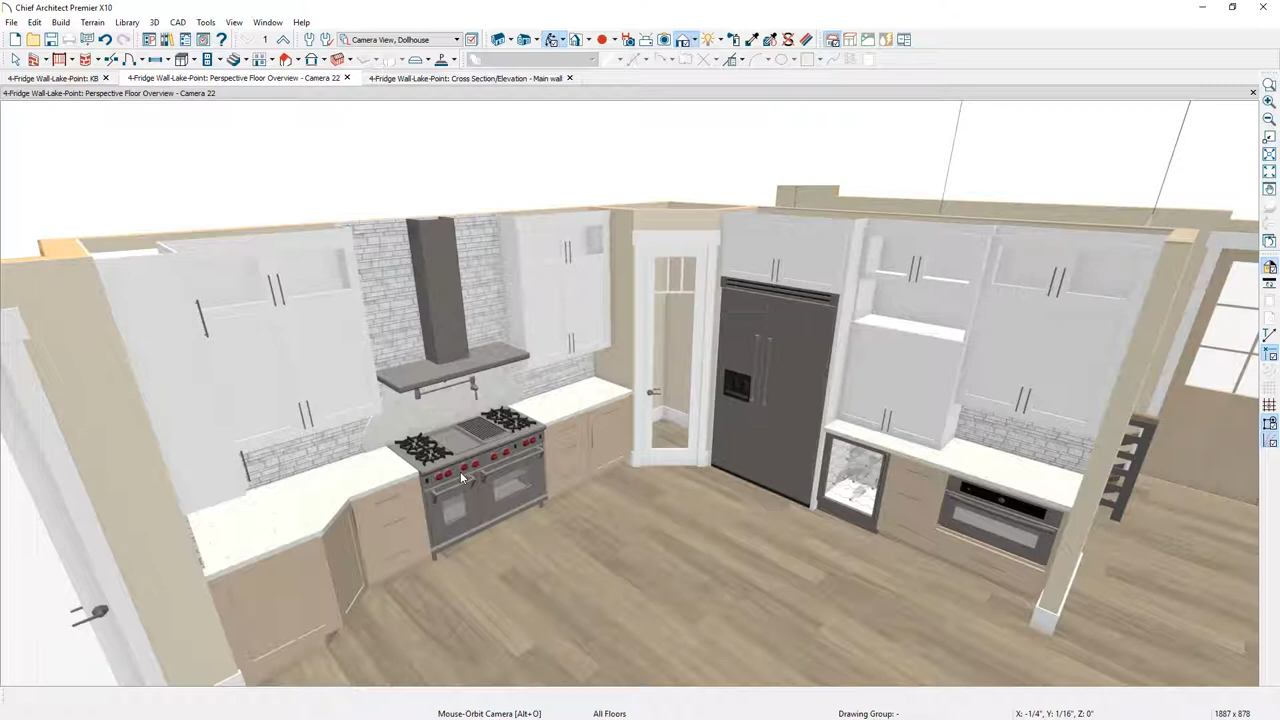 Chief Architect Premier X10
File Edit Build Terrain Library 3D CAD Tools View Window Help
1 Camera View, Dollhouse
4-Fridge Wall-Lake-Point: KB 4-Fridge Wall-Lake-Point: Perspective Floor Overview - Camera 22 4-Fridge Wall-Lake-Point: Cross Section/Elevation - Main wall
4-Fridge Wall-Lake-Point: Perspective Floor Overview - Camera 22
Mouse-Orbit Camera [Alt+O] All Floors Drawing Group: - X: -1/4", Y: 1/16", Z: 0" 1887 x 878